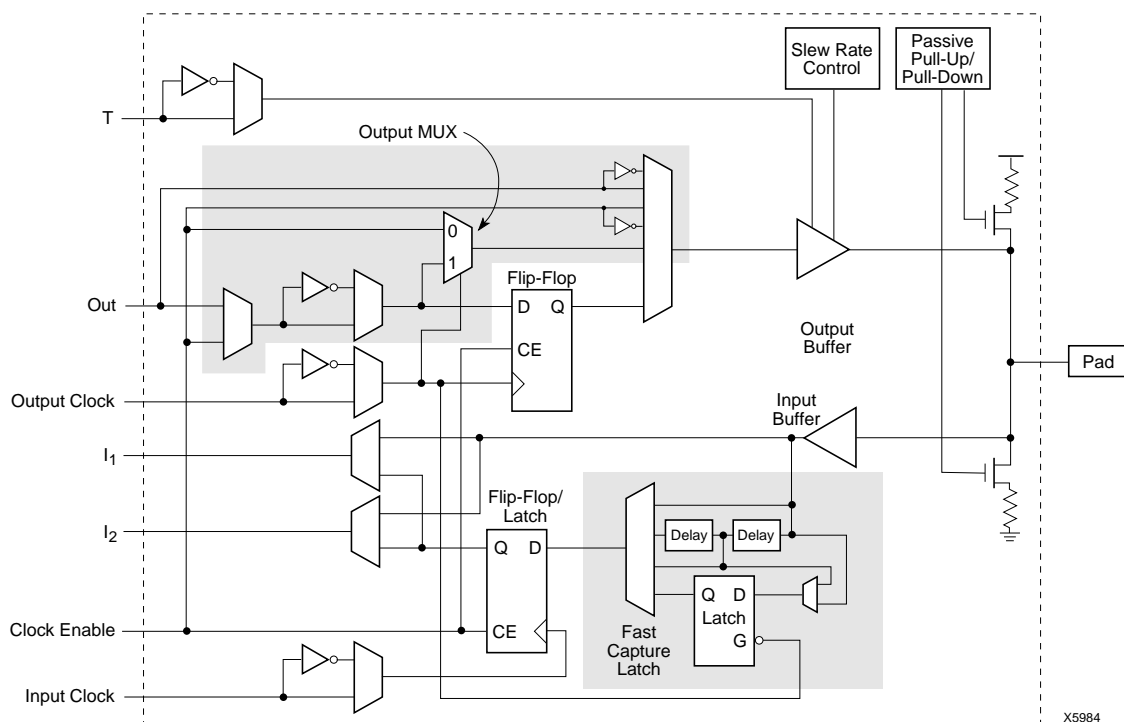 Slew Rate
Control
Passive
Pull-Up/
Pull-Down
T
Output MUX
0
1
Flip-Flop
D Q
CE
Out
Output
Buffer
Pad
Output Clock
Input
Buffer
I1
Flip-Flop/
Latch
I2
Q D
Delay
Delay
Q D
Latch
G
Clock Enable
CE
Fast
Capture
Latch
Input Clock
X5984